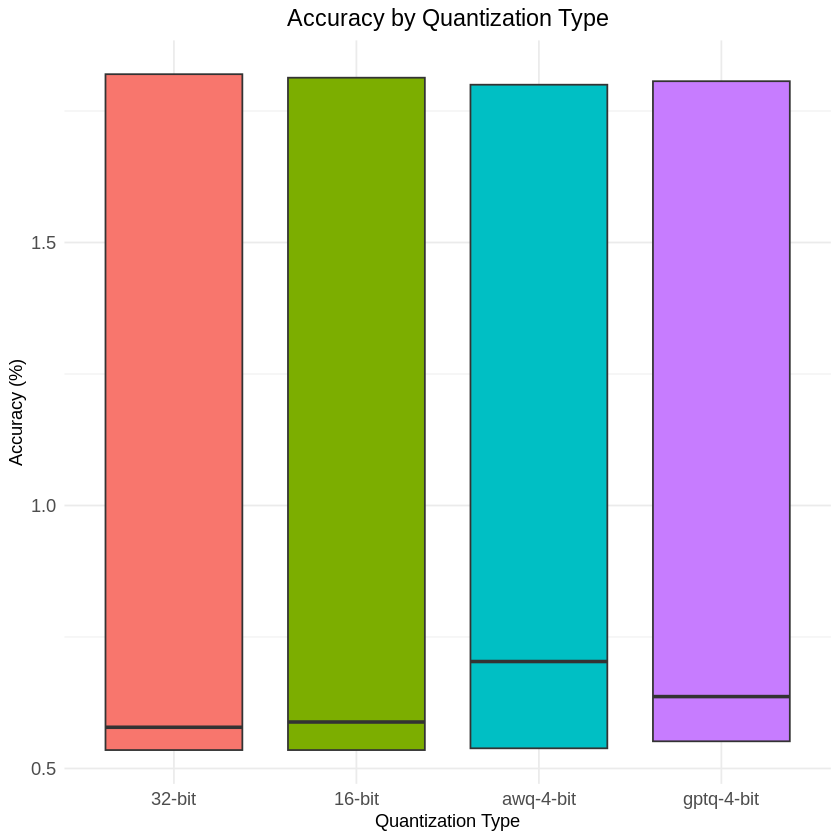 Accuracy by Quantization Type
Accuracy (%)
1.5
1.0
0.5
32-bit
16-bit
awq-4-bit
gptq-4-bit
Quantization Type